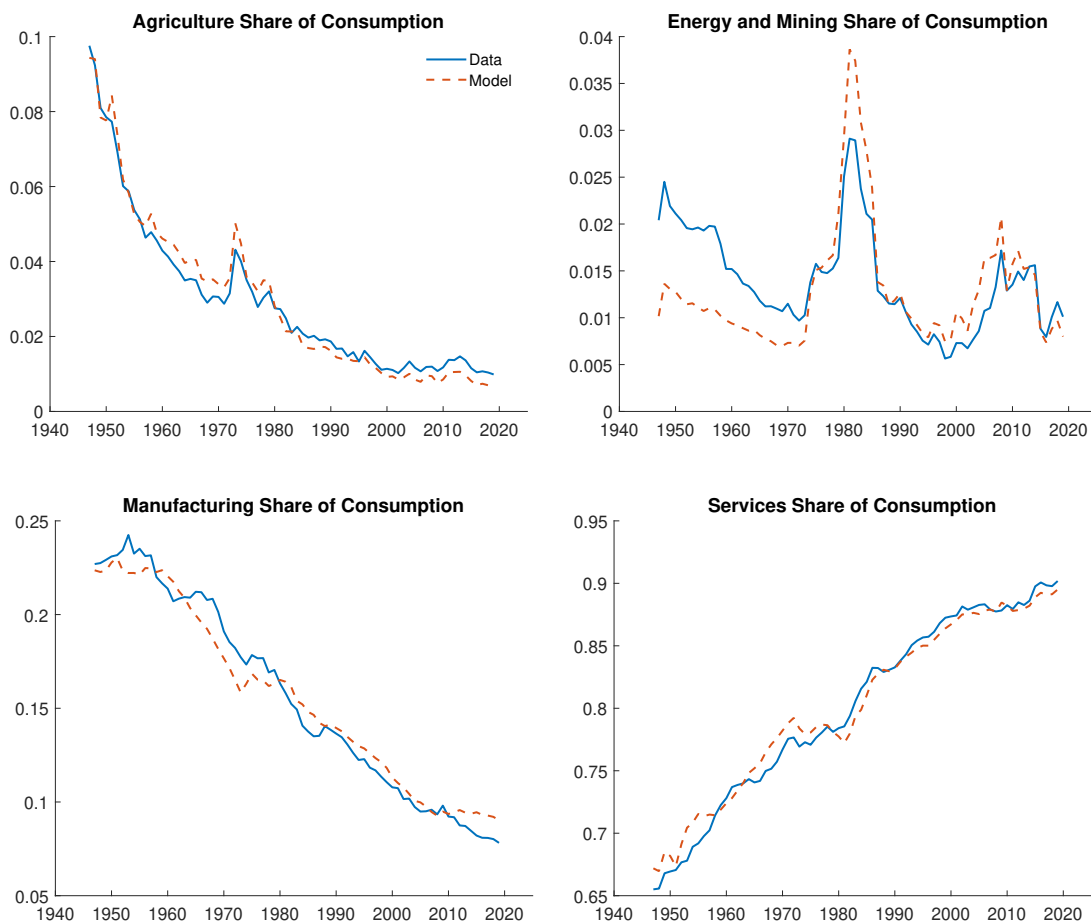 Agriculture Share of Consumption
0.1
0.08
0.06
0.04
0.02
0
1940 1950 1960 1970 1980 1990 2000 2010 2020
Data
Model
Energy and Mining Share of Consumption
0.04
0.035
0.03
0.025
0.02
0.015
0.01
0.005
0
1940 1950 1960 1970 1980 1990 2000 2010 2020
Manufacturing Share of Consumption
0.25
0.2
0.15
0.1
0.05
1940 1950 1960 1970 1980 1990 2000 2010 2020
Services Share of Consumption
0.95
0.9
0.85
0.8
0.75
0.7
0.65
1940 1950 1960 1970 1980 1990 2000 2010 2020